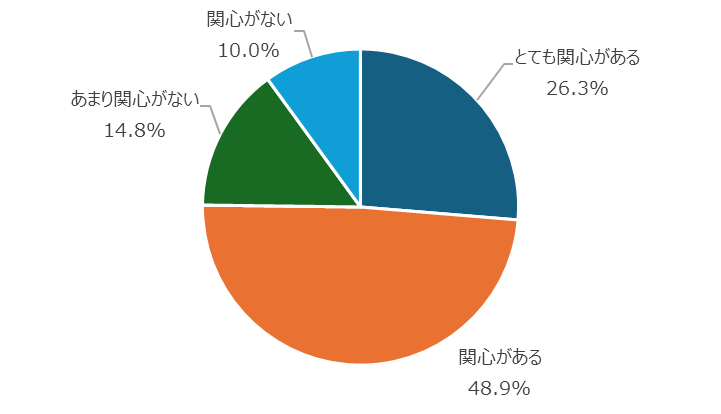 関心がない
10.0%
とても関心がある
26.3%
あまり関心がない
14.8%
関心がある
48.9%